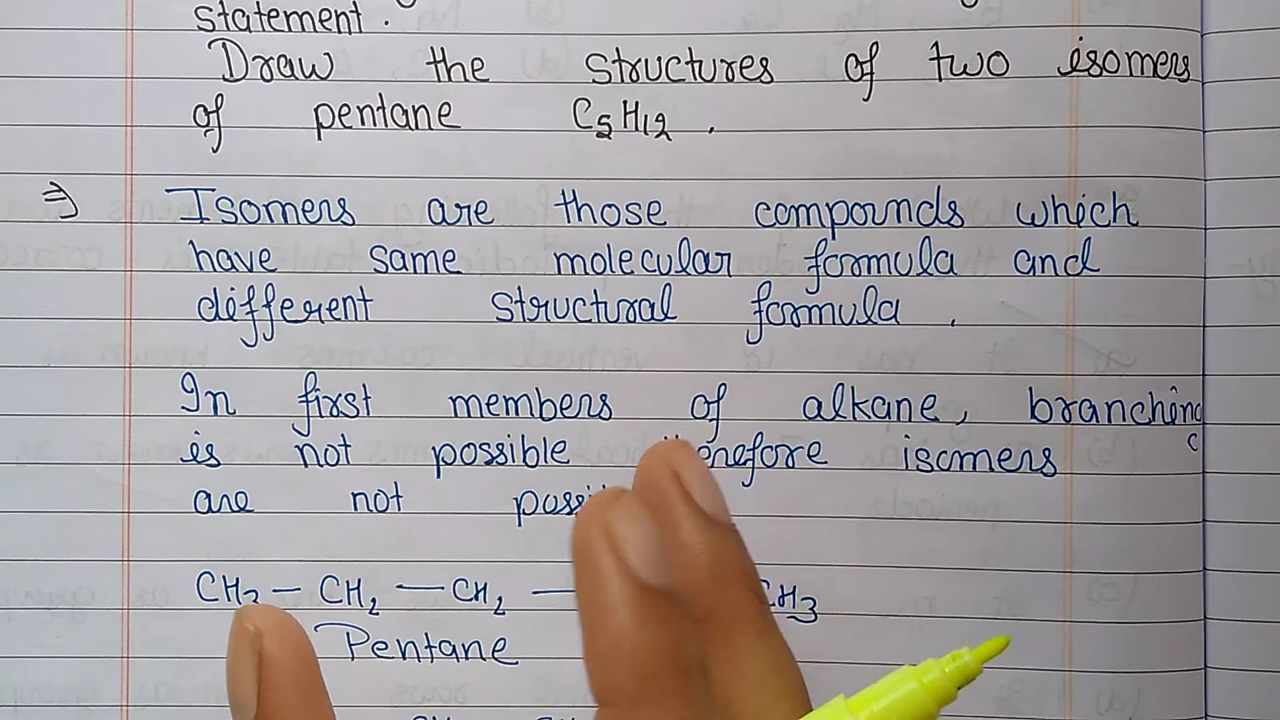 statement.
Draw the structures of two isomers
of pentane C5H12.
⇒ Isomers are those compounds which
have same molecular formula and
different structural formula.
In first members of alkane, branching
is not possible isomers
are not
CH3 — CH2 — CH2 — CH3
Pentane